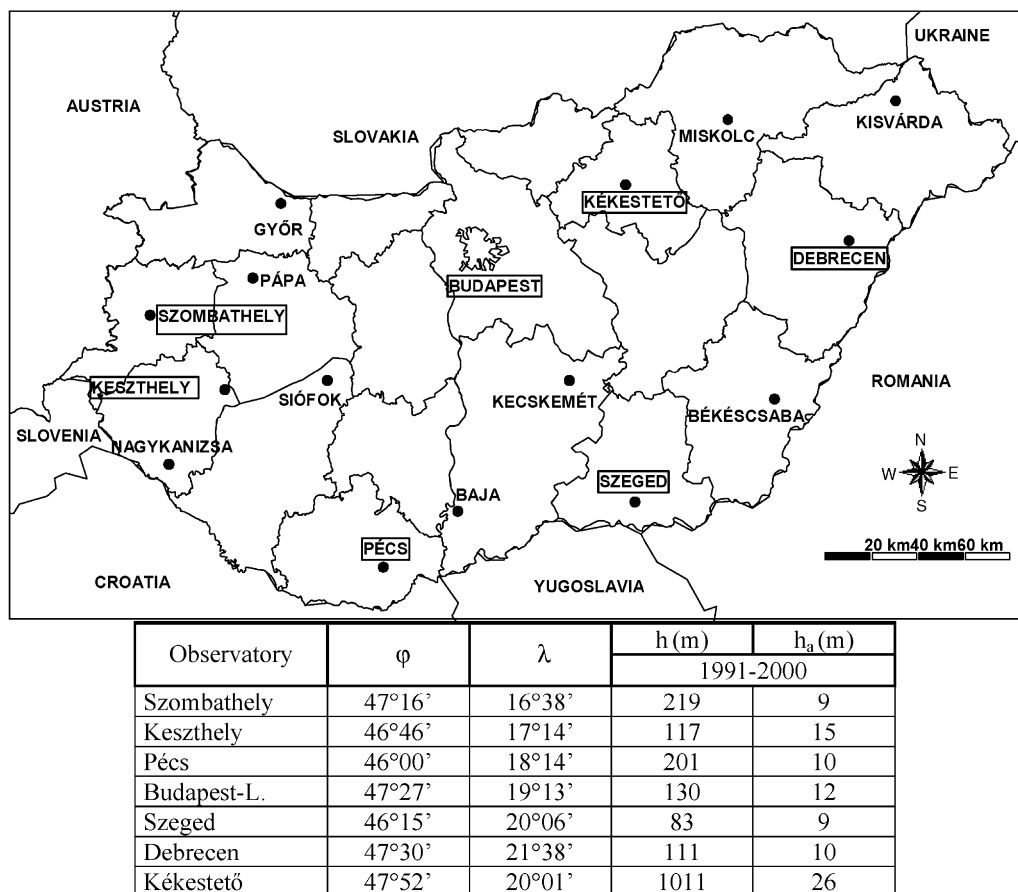 UKRAINE
AUSTRIA
SLOVAKIA
MISKOLC
KISVÁRDA
KÉKESTETŐ
GYŐR
DEBRECEN
PÁPA
BUDAPEST
SZOMBATHELY
KESZTHELY
SIÓFOK
KECSKEMÉT
ROMANIA
BÉKÉSCSABA
SLOVENIA
NAGYKANIZSA
N
W E
S
SZEGED
BAJA
PÉCS
20 km40 km60 km
CROATIA
YUGOSLAVIA
Observatory φ λ h (m) hₐ (m)
1991-2000
Szombathely 47°16’ 16°38’ 219 9
Keszthely 46°46’ 17°14’ 117 15
Pécs 46°00’ 18°14’ 201 10
Budapest-L. 47°27’ 19°13’ 130 12
Szeged 46°15’ 20°06’ 83 9
Debrecen 47°30’ 21°38’ 111 10
Kékestető 47°52’ 20°01’ 1011 26